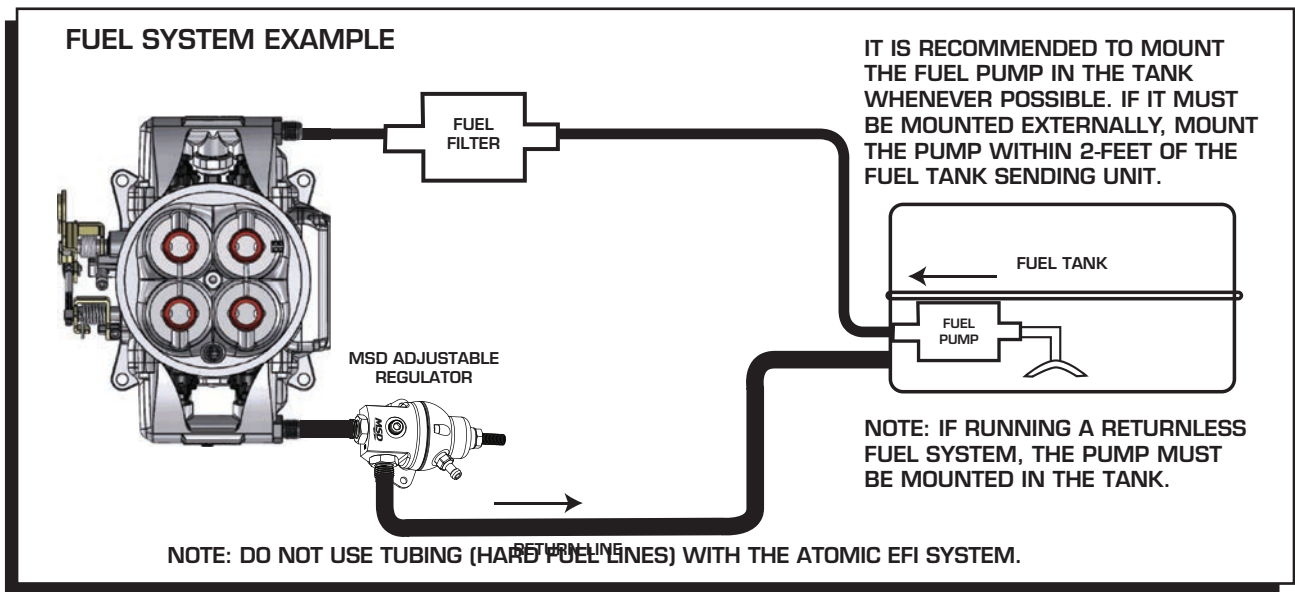 FUEL SYSTEM EXAMPLE
IT IS RECOMMENDED TO MOUNT
THE FUEL PUMP IN THE TANK
WHENEVER POSSIBLE. IF IT MUST
BE MOUNTED EXTERNALLY, MOUNT
THE PUMP WITHIN 2-FEET OF THE
FUEL TANK SENDING UNIT.
FUEL
FILTER
FUEL TANK
FUEL
PUMP
MSD ADJUSTABLE
REGULATOR
MSD
NOTE: IF RUNNING A RETURNLESS
FUEL SYSTEM, THE PUMP MUST
BE MOUNTED IN THE TANK.
RETURN LINE
NOTE: DO NOT USE TUBING (HARD FUEL LINES) WITH THE ATOMIC EFI SYSTEM.